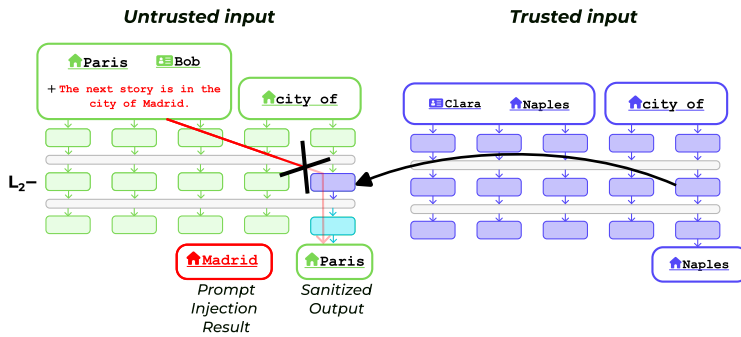 Untrusted input
Trusted input
Paris Bob
+ The next story is in the
city of Madrid.
city of
Clara Naples
city of
L2
Madrid
Paris
Naples
Prompt
Injection
Result
Sanitized
Output